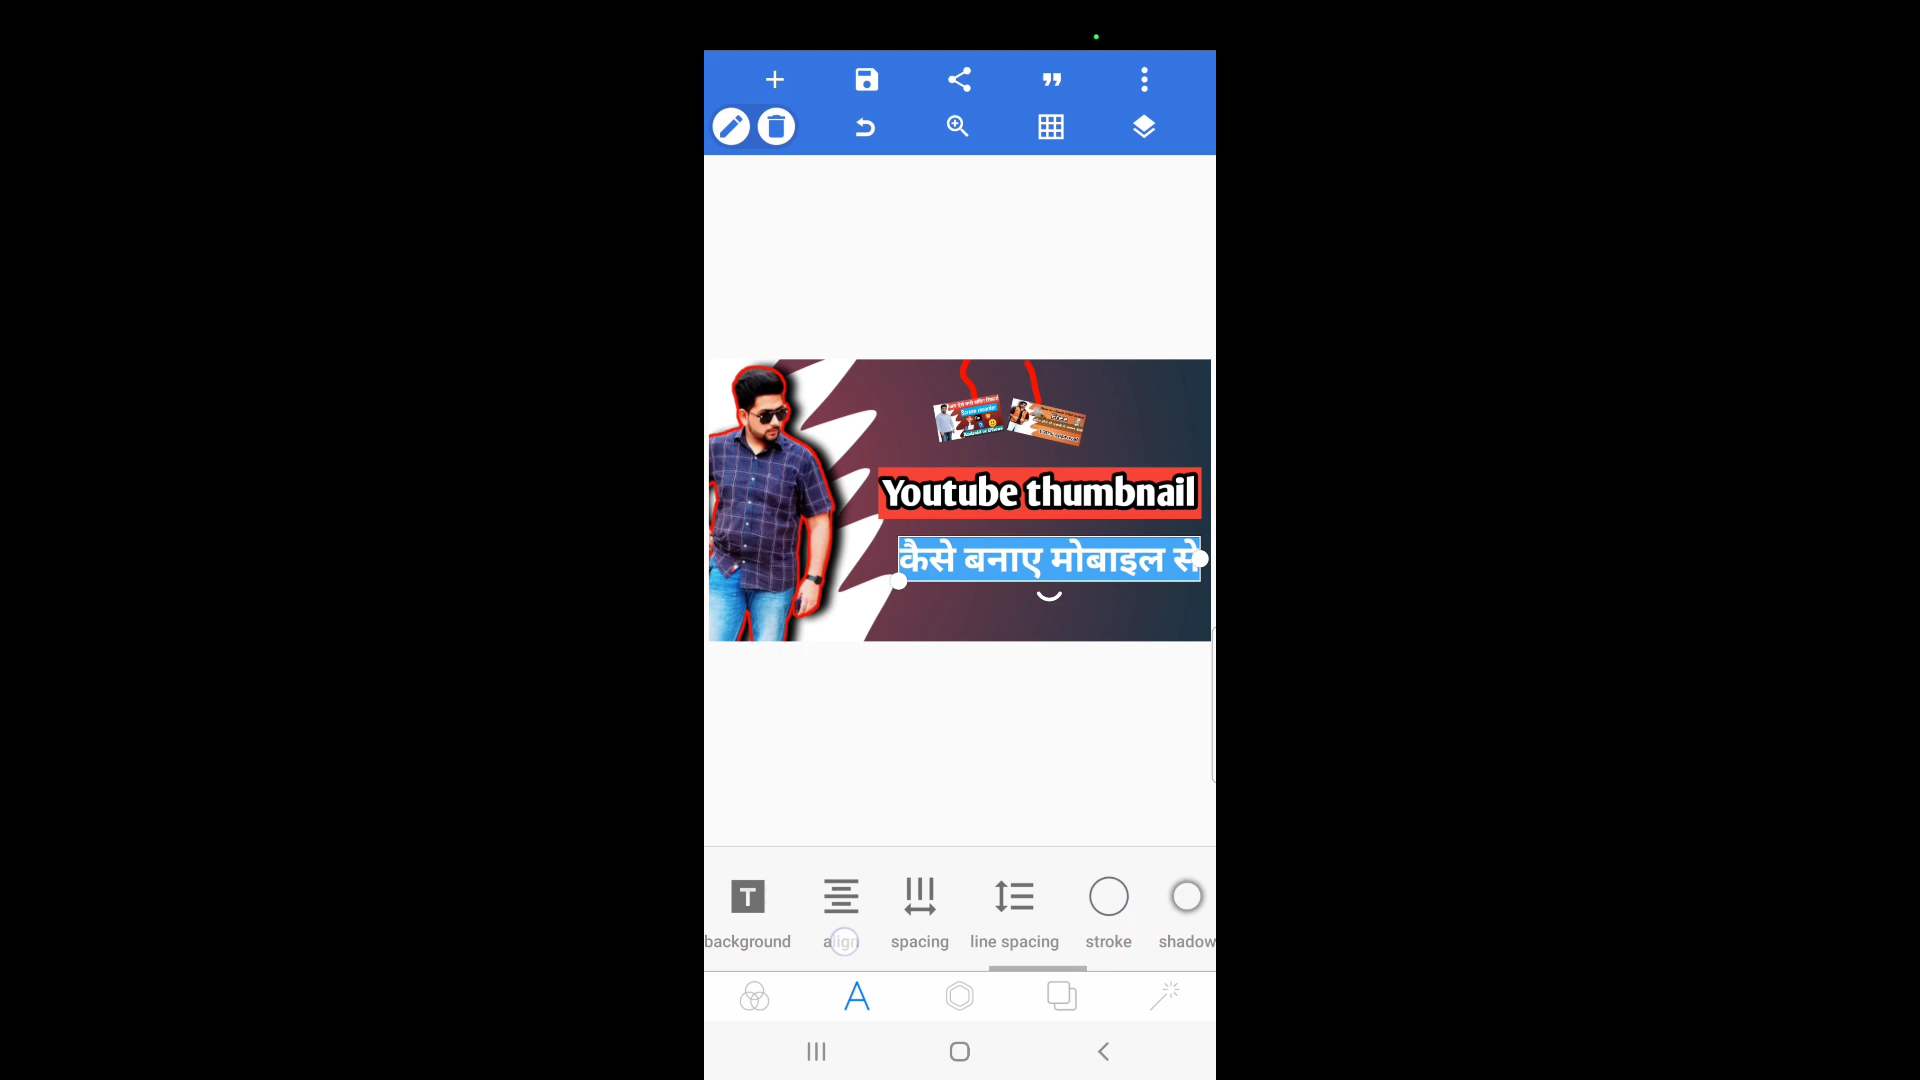 Youtube thumbnail
कैसे बनाए मोबाइल से
T
background
align
spacing
line spacing
stroke
shadow